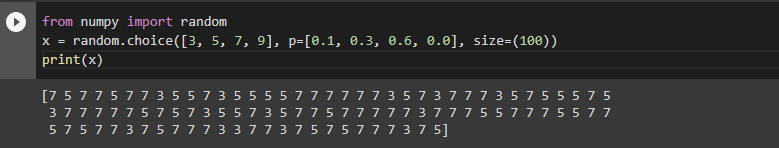 from numpy import random
x = random.choice([3, 5, 7, 9], p=[0.1, 0.3, 0.6, 0.0], size=(100))
print(x)
[7 5 7 7 5 7 7 3 5 5 7 3 5 5 5 5 7 7 7 7 7 7 3 5 7 3 7 7 7 3 5 7 5 5 5 7 5
3 7 7 7 7 7 5 7 5 7 3 5 5 7 3 5 7 7 5 7 7 7 7 7 3 7 7 7 5 5 7 7 5 5 7 7
5 7 5 7 7 3 7 5 7 7 7 3 3 7 7 3 7 5 7 5 7 7 7 3 7 5]